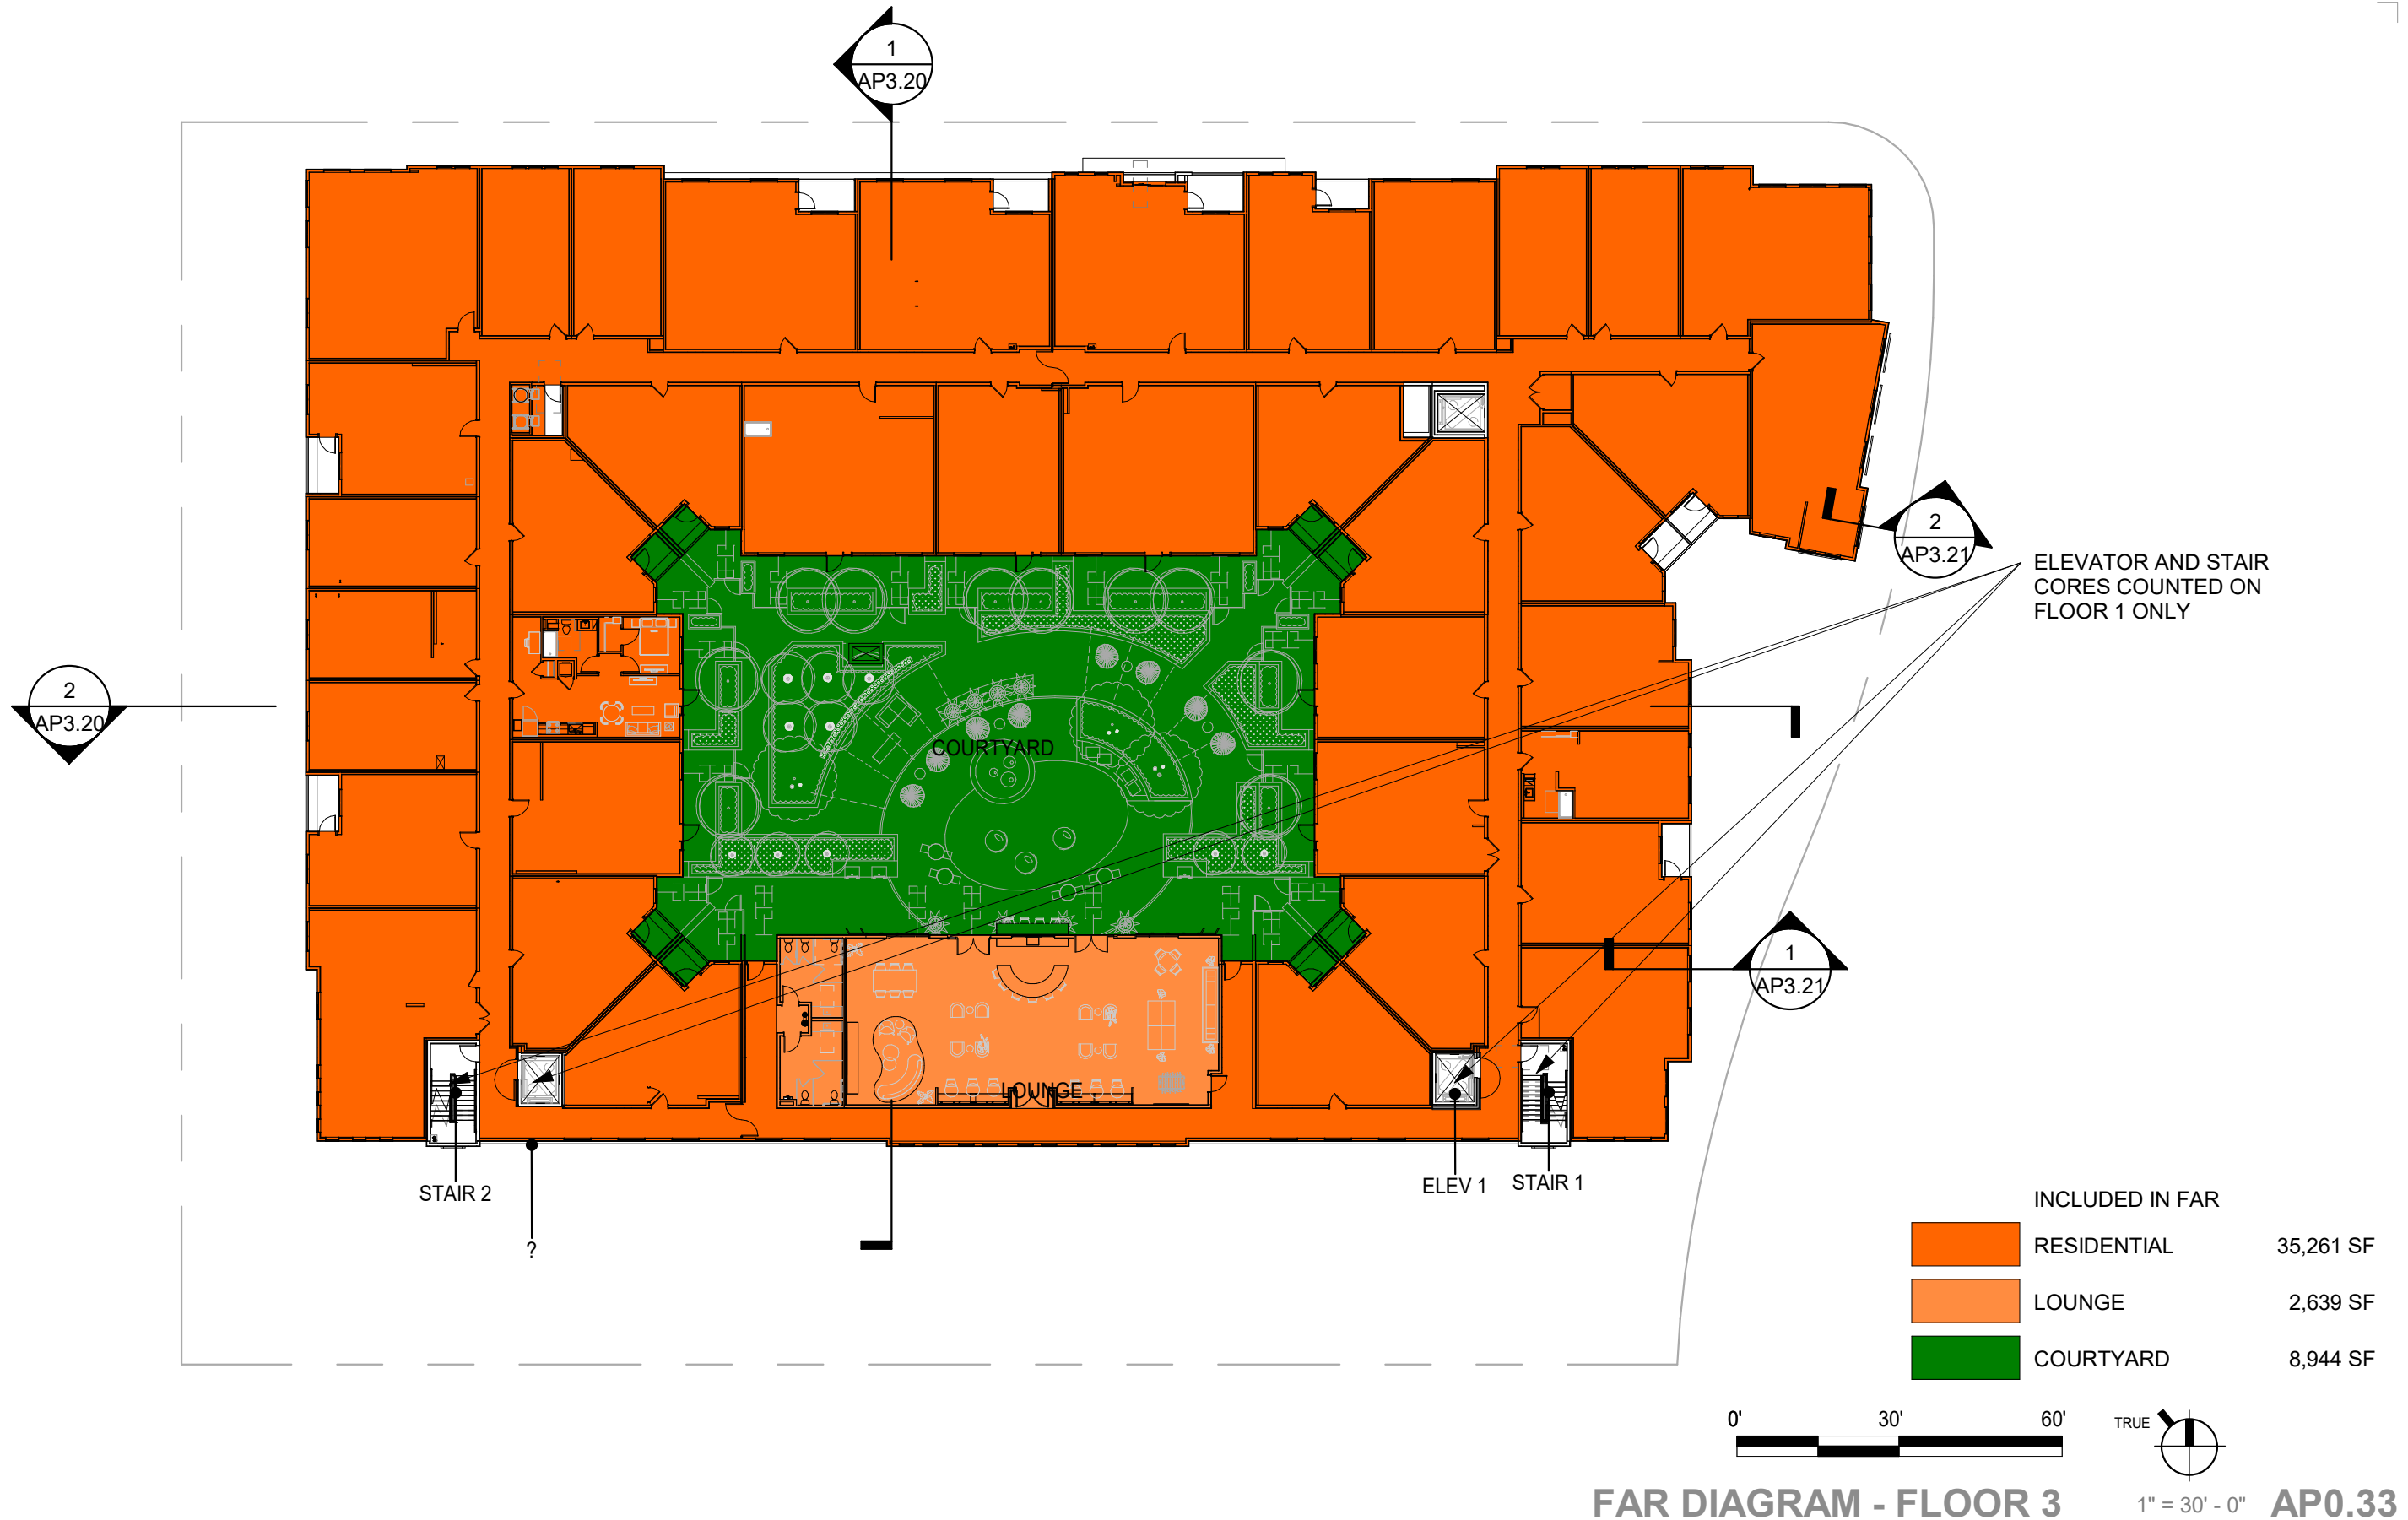 1
AP3.20
2
AP3.21
ELEVATOR AND STAIR
CORES COUNTED ON
FLOOR 1 ONLY
2
AP3.20
COURTYARD
1
AP3.21
LOUNGE
STAIR 2
ELEV 1
STAIR 1
?
INCLUDED IN FAR
RESIDENTIAL 35,261 SF
LOUNGE 2,639 SF
COURTYARD 8,944 SF
0' 30' 60'
TRUE
FAR DIAGRAM - FLOOR 3 1" = 30' - 0" AP0.33